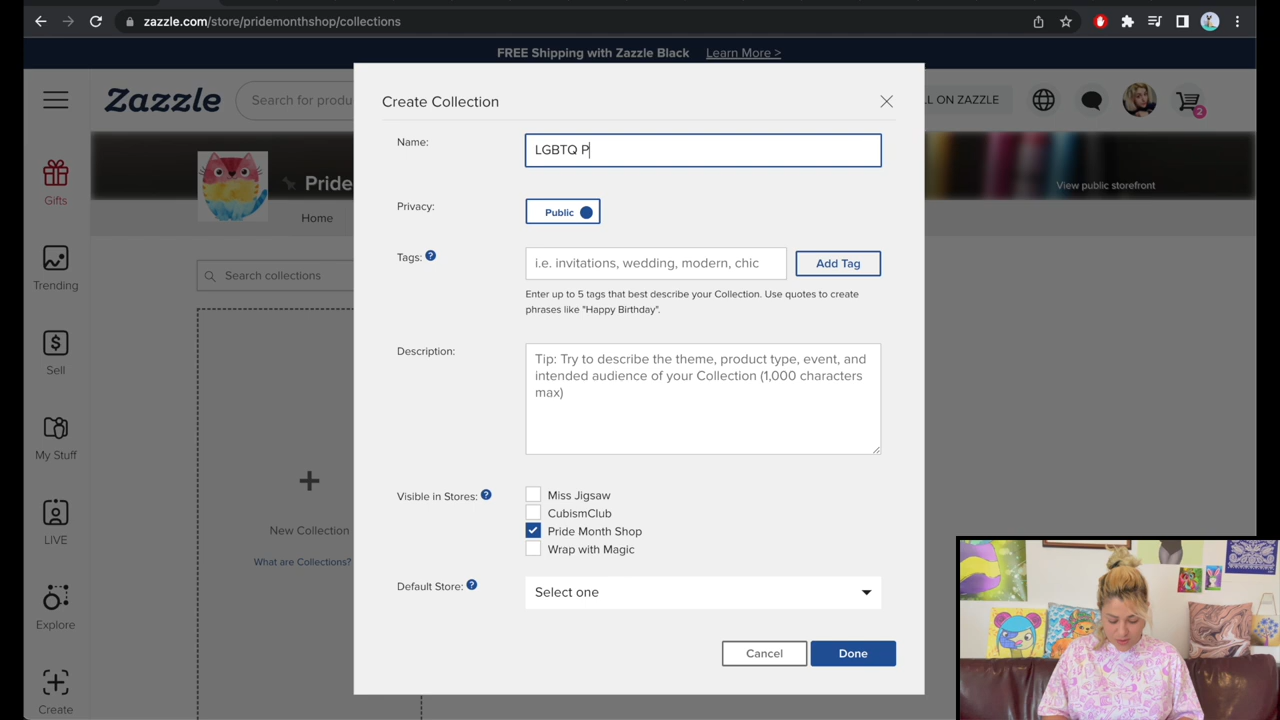 zazzle.com/store/pridemonthshop/collections
FREE Shipping with Zazzle Black Learn More >
Zazzle
Search for produ
LL ON ZAZZLE
2
Create Collection
Name:
LGBTQ P
Privacy:
Public
Tags: ?
i.e. invitations, wedding, modern, chic
Add Tag
Enter up to 5 tags that best describe your Collection. Use quotes to create
phrases like "Happy Birthday".
Description:
Tip: Try to describe the theme, product type, event, and
intended audience of your Collection (1,000 characters
max)
Visible in Stores: ?
Miss Jigsaw
CubismClub
Pride Month Shop
Wrap with Magic
Default Store: ?
Select one
Cancel
Done
Gifts
Trending
Sell
My Stuff
LIVE
Explore
Create
Pride
View public storefront
Home
Search collections
New Collection
What are Collections?